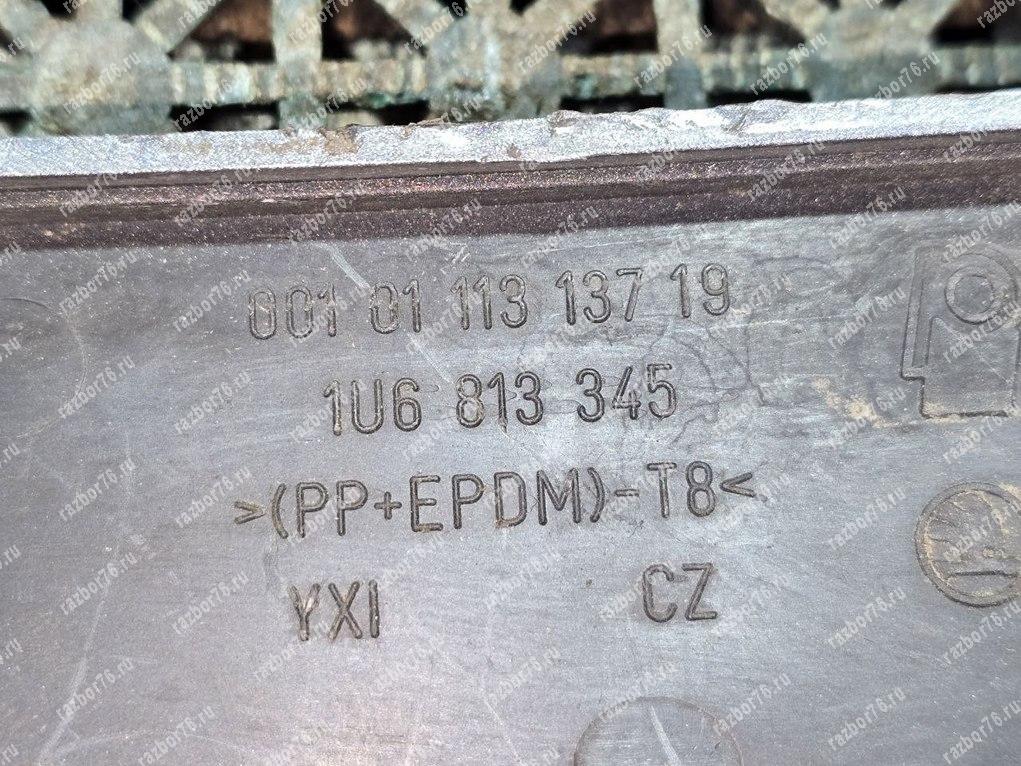 001 01 113 137 19
1U6 813 345
>(PP+EPDM)-T8<
YXI CZ
razbor76.ru